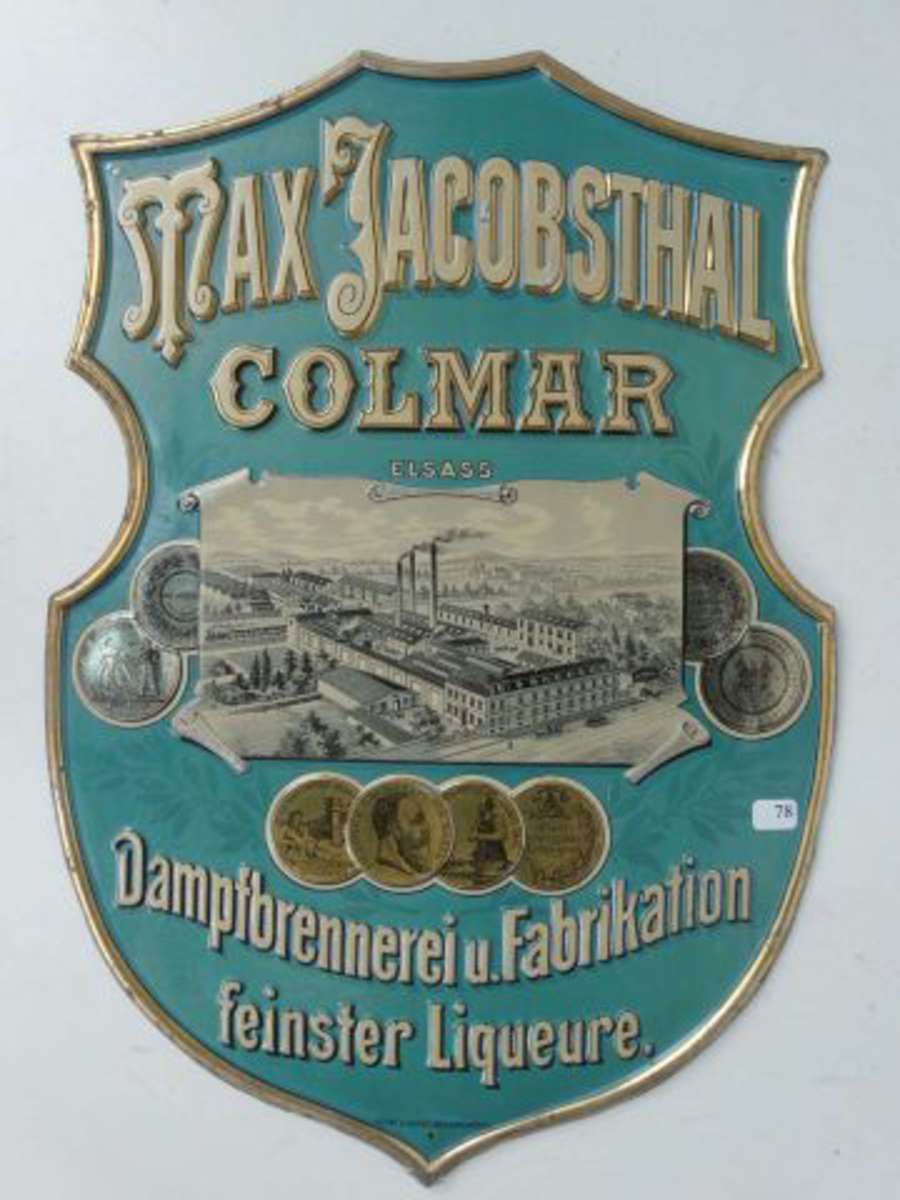 MAX JACOBSTHAL
COLMAR
ELSASS
78
Dampfbrennerei u. Fabrikation
feinster Liqueure.